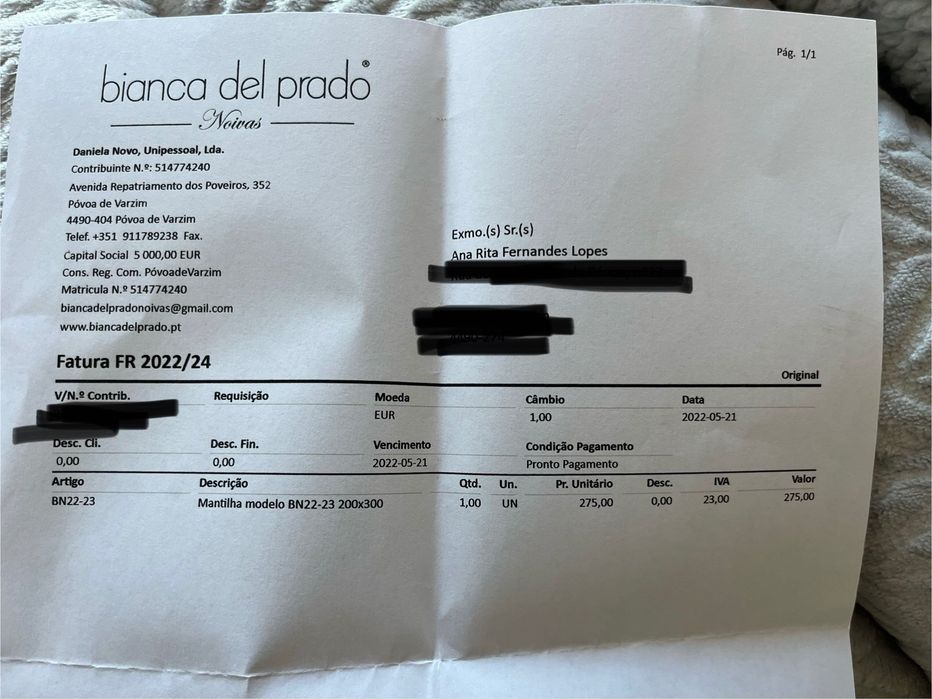 Pág. 1/1
bianca del prado®
Noivas
Daniela Novo, Unipessoal, Lda.
Contribuinte N.º: 514774240
Avenida Repatriamento dos Poveiros, 352
Póvoa de Varzim
4490-404 Póvoa de Varzim
Telef. +351 911789238 Fax.
Capital Social 5 000,00 EUR
Cons. Reg. Com. PóvoadeVarzim
Matricula N.º 514774240
biancadelpradonoivas@gmail.com
www.biancadelprado.pt
Exmo.(s) Sr.(s)
Ana Rita Fernandes Lopes
Fatura FR 2022/24
Original
V/N.º Contrib. Requisição Moeda Câmbio Data
EUR 1,00 2022-05-21
Desc. Cli. Desc. Fin. Vencimento Condição Pagamento
0,00 0,00 2022-05-21 Pronto Pagamento
Artigo Descrição Qtd. Un. Pr. Unitário Desc. IVA Valor
BN22-23 Mantilha modelo BN22-23 200x300 1,00 UN 275,00 0,00 23,00 275,00